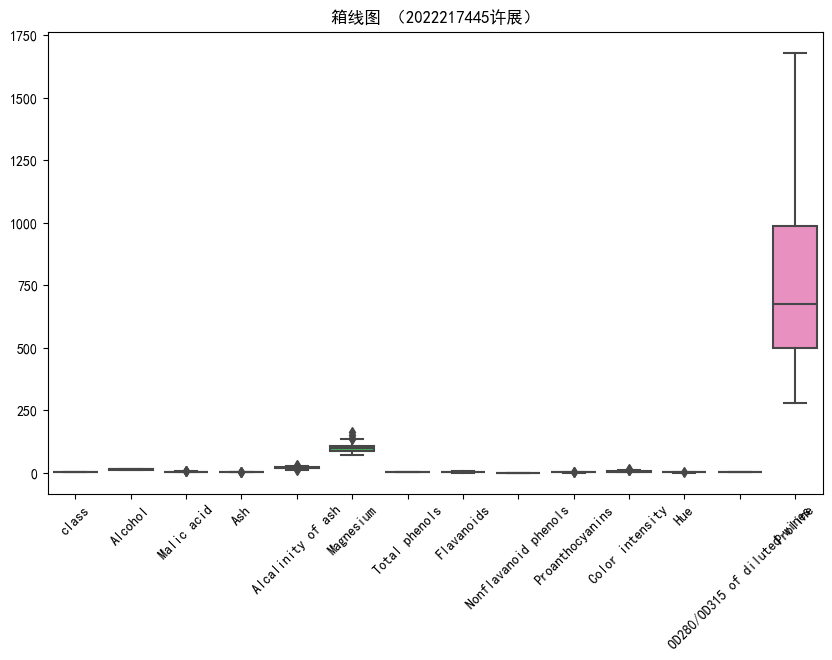 箱线图 （2022217445许展）
1750
1500
1250
1000
750
500
250
0
class
Alcohol
Malic acid
Ash
Alcalinity of ash
Magnesium
Total phenols
Flavanoids
Nonflavanoid phenols
Proanthocyanins
Color intensity
Hue
OD280/OD315 of diluted wines
Proline